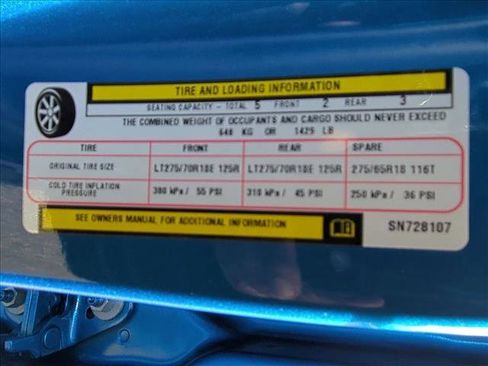 TIRE AND LOADING INFORMATION
SEATING CAPACITY - TOTAL 5 FRONT 2 REAR 3
THE COMBINED WEIGHT OF OCCUPANTS AND CARGO SHOULD NEVER EXCEED
648 KG OR 1429 LB
TIRE FRONT REAR SPARE
ORIGINAL TIRE SIZE LT275/70R18E 125R LT275/70R18E 125R 275/65R18 116T
COLD TIRE INFLATION PRESSURE 380 kPa / 55 PSI 310 kPa / 45 PSI 250 kPa / 36 PSI
SEE OWNERS MANUAL FOR ADDITIONAL INFORMATION
SN728107